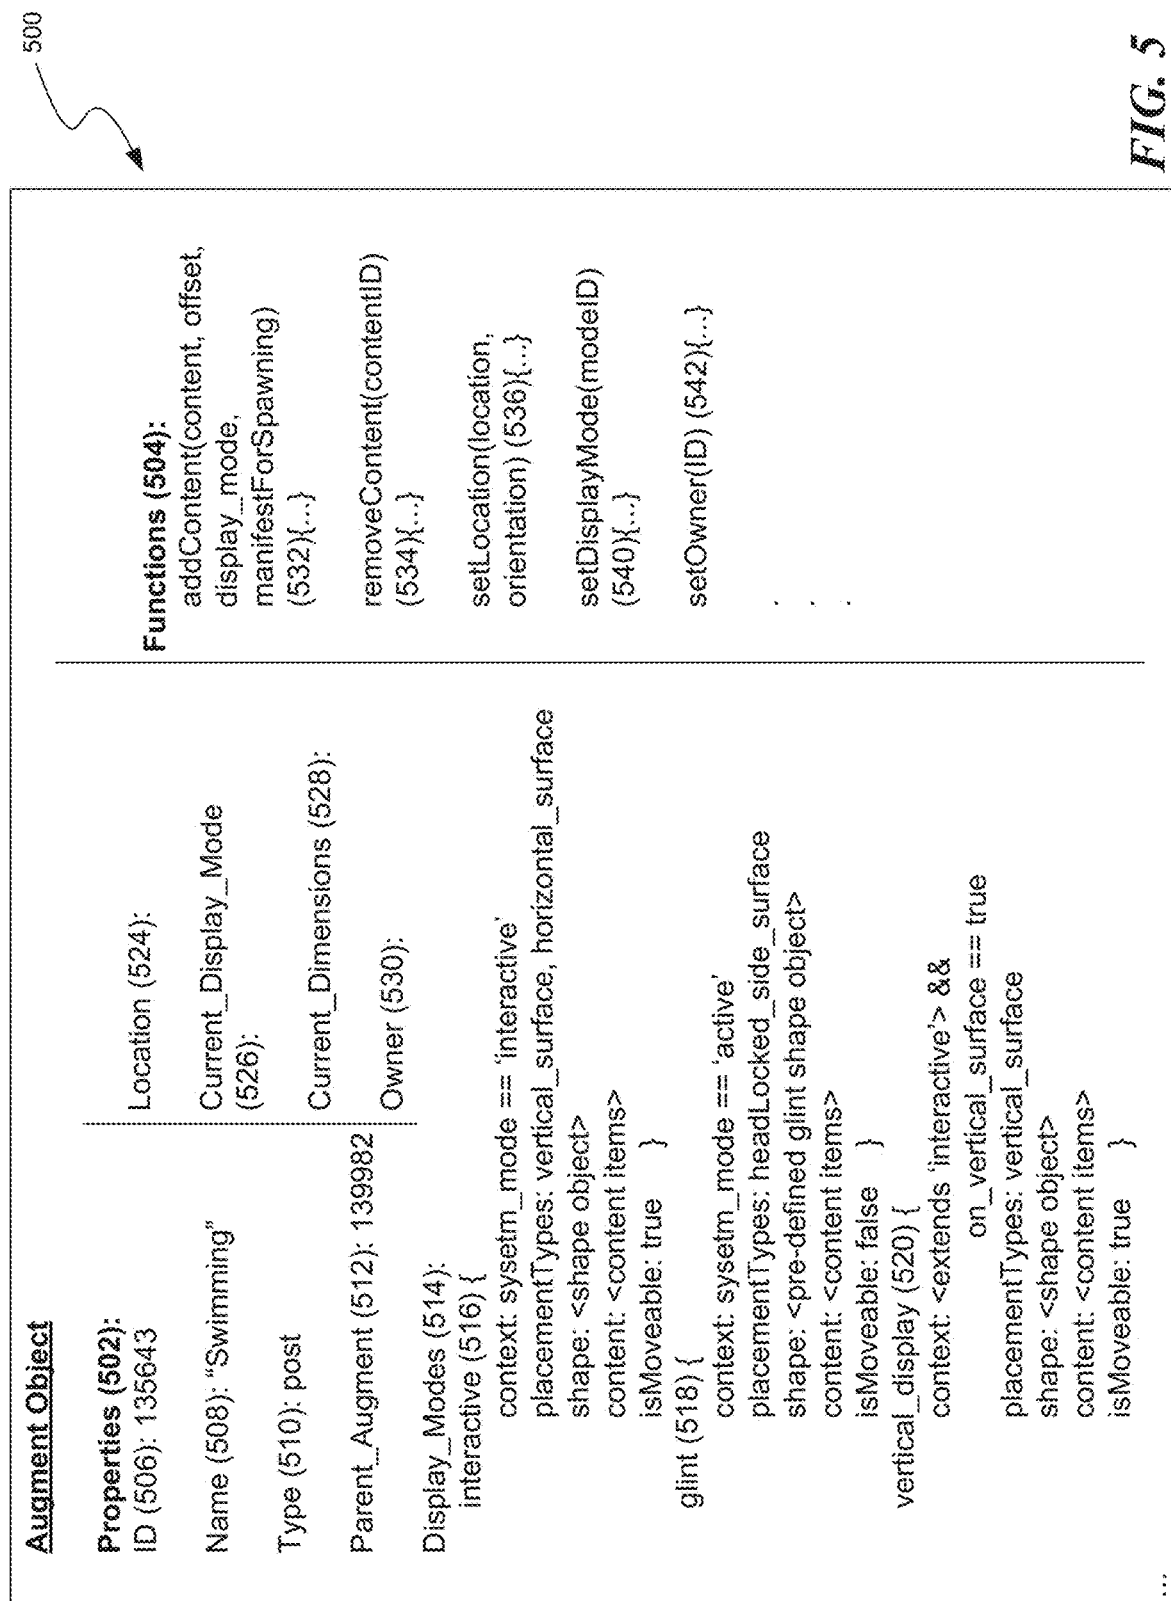 500
Augment Object
Properties (502):
ID (506): 135643
Name (508): “Swimming”
Type (510): post
Parent_Augment (512): 139982
Location (524):
Current_Display_Mode
(526):
Current_Dimensions (528):
Owner (530):
Display_Modes (514):
interactive (516) {
context: sysetm_mode == ‘interactive’
placementTypes: vertical_surface, horizontal_surface
shape: <shape object>
content: <content items>
isMoveable: true }
glint (518) {
context: sysetm_mode == ‘active’
placementTypes: headLocked_side_surface
shape: <pre-defined glint shape object>
content: <content items>
isMoveable: false }
vertical_display (520) {
context: <extends ‘interactive’> &&
on_vertical_surface == true
placementTypes: vertical_surface
shape: <shape object>
content: <content items>
isMoveable: true }
...
Functions (504):
addContent(content, offset,
display_mode,
manifestForSpawning)
(532){...}
removeContent(contentID)
(534){...}
setLocation(location,
orientation) (536){...}
setDisplayMode(modeID)
(540){...}
setOwner(ID) (542){...}
.
.
.
FIG. 5